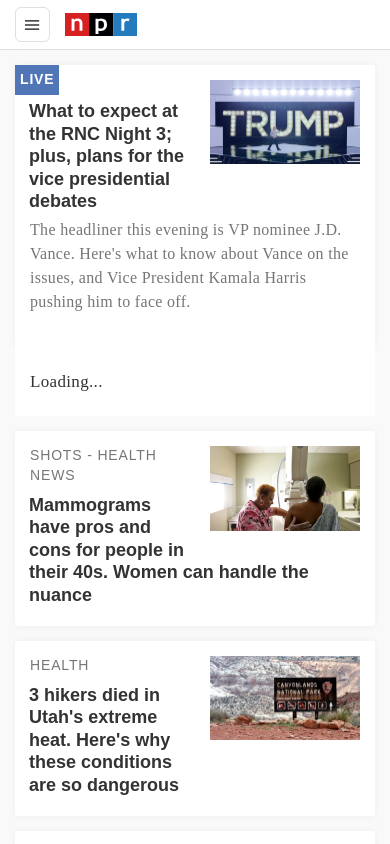 npr
LIVE
What to expect at
the RNC Night 3;
plus, plans for the
vice presidential
debates
TRUMP
The headliner this evening is VP nominee J.D.
Vance. Here's what to know about Vance on the
issues, and Vice President Kamala Harris
pushing him to face off.
Loading...
SHOTS - HEALTH
NEWS
Mammograms
have pros and
cons for people in
their 40s. Women can handle the
nuance
HEALTH
3 hikers died in
Utah's extreme
heat. Here's why
these conditions
are so dangerous
CANYONLANDS
NATIONAL PARK